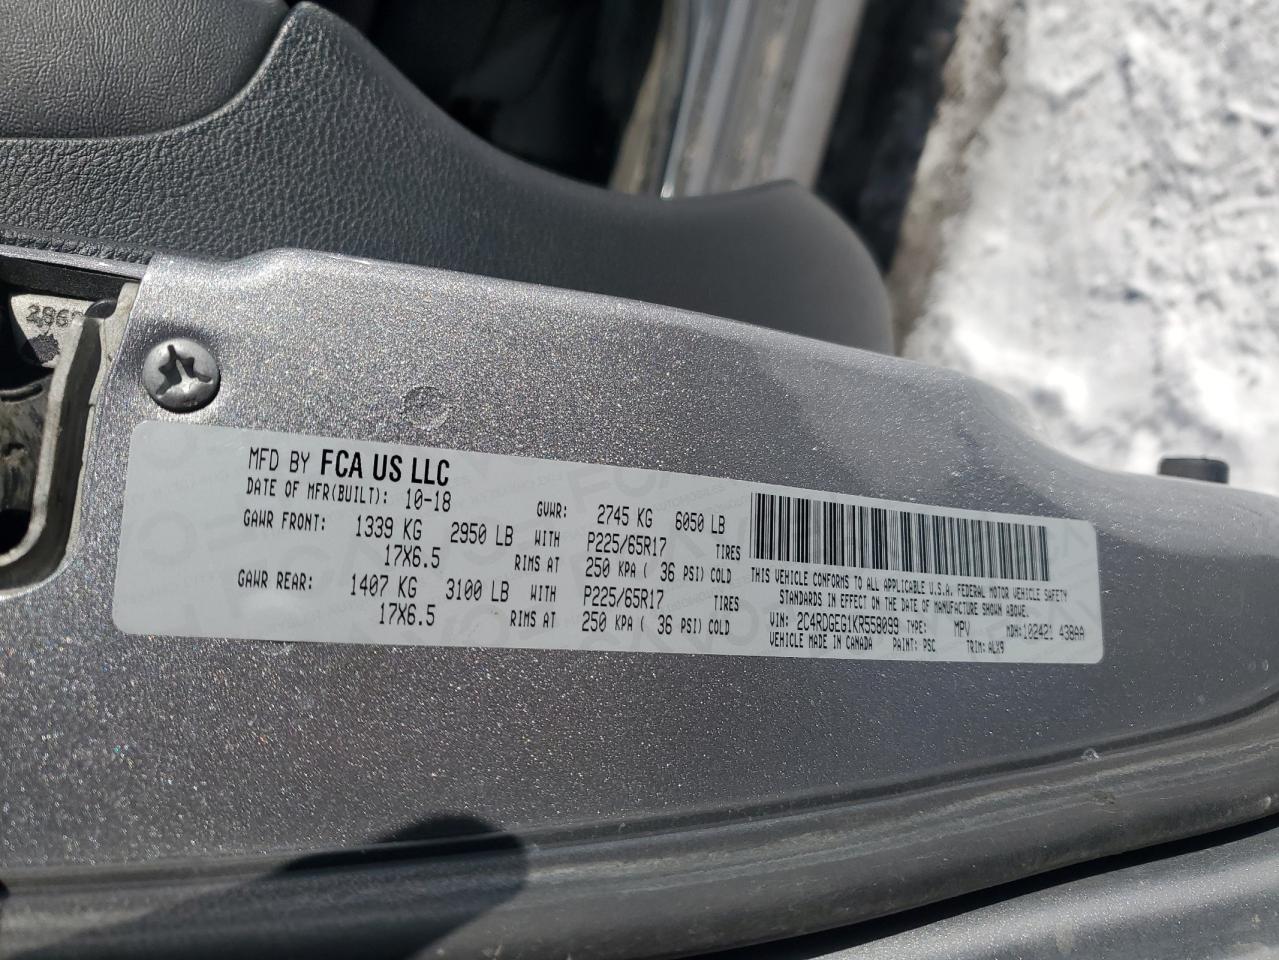 286
MFD BY FCA US LLC
DATE OF MFR(BUILT): 10-18 GVWR: 2745 KG 6050 LB
GAWR FRONT: 1339 KG 2950 LB WITH P225/65R17 TIRES
17X6.5 RIMS AT 250 KPA ( 36 PSI) COLD
GAWR REAR: 1407 KG 3100 LB WITH P225/65R17 TIRES
17X6.5 RIMS AT 250 KPA ( 36 PSI) COLD
THIS VEHICLE CONFORMS TO ALL APPLICABLE U.S.A. FEDERAL MOTOR VEHICLE SAFETY
STANDARDS IN EFFECT ON THE DATE OF MANUFACTURE SHOWN ABOVE.
VIN: 2C4RDGEG1KR558099 TYPE: MPV MDH: 102421 438AA
VEHICLE MADE IN CANADA PAINT: PSC TRIM: ALX9